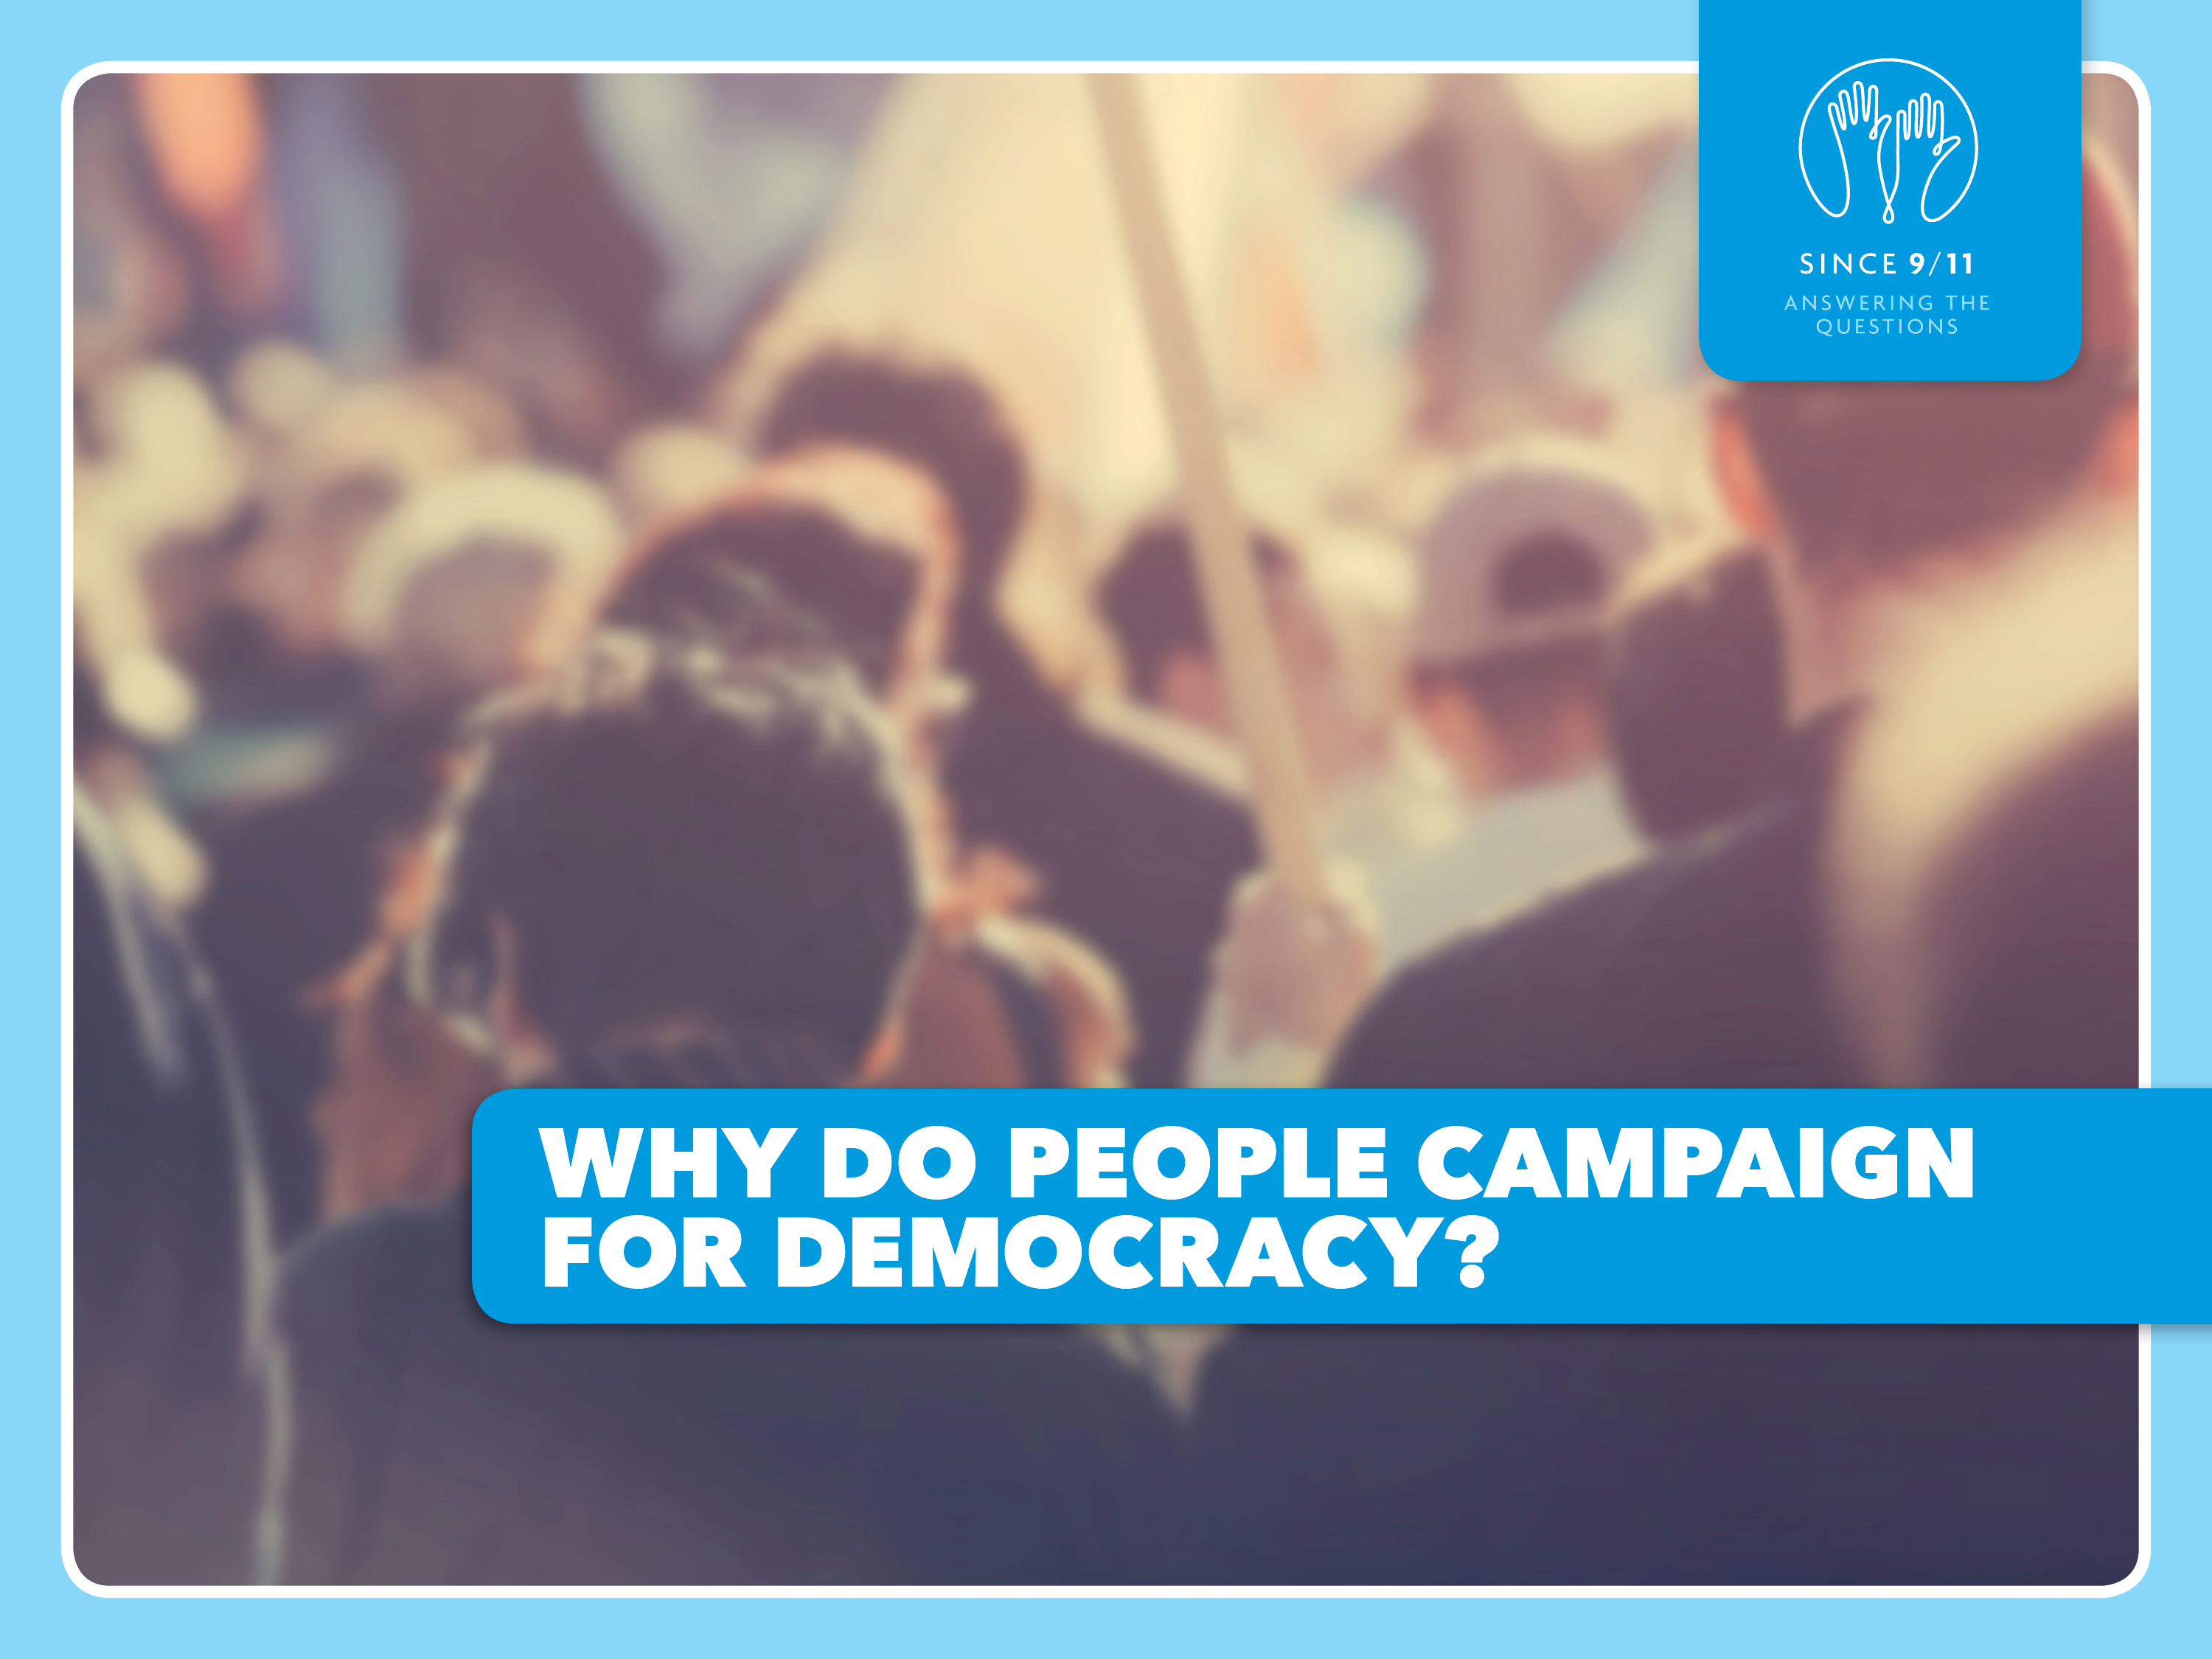 SINCE 9/11
ANSWERING THE
QUESTIONS
WHY DO PEOPLE CAMPAIGN
FOR DEMOCRACY?